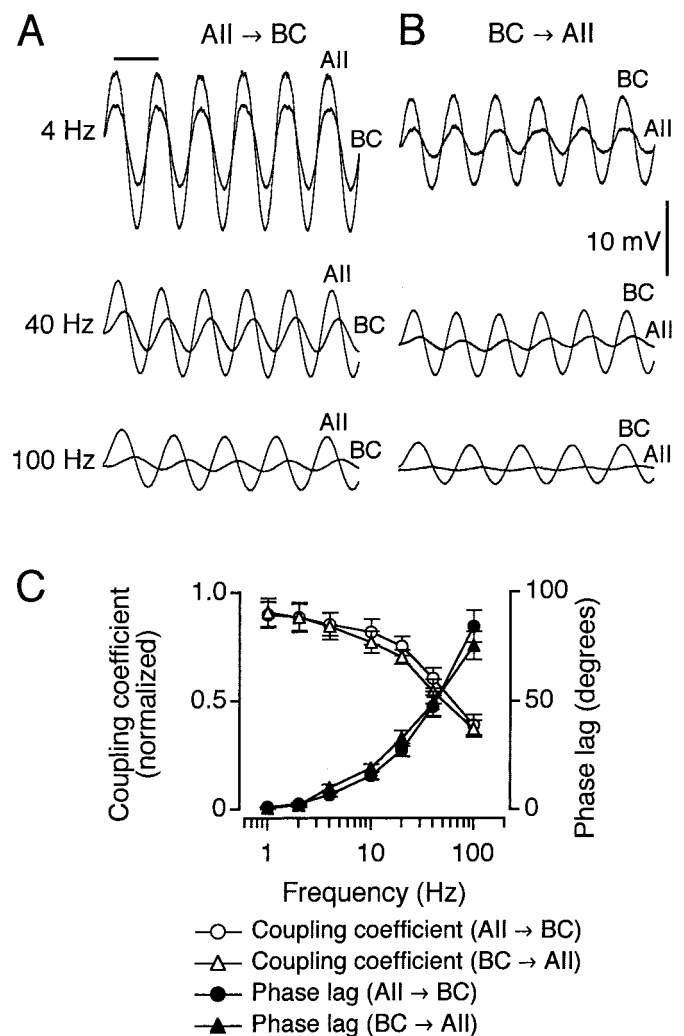 A
AII → BC
B
BC → AII
4 Hz
AII
BC
BC
AII
10 mV
40 Hz
AII
BC
BC
AII
100 Hz
AII
BC
BC
AII
C
Coupling coefficient
(normalized)
1.0
0.5
0
100
50
0
Phase lag (degrees)
1
10
100
Frequency (Hz)
Coupling coefficient (AII → BC)
Coupling coefficient (BC → AII)
Phase lag (AII → BC)
Phase lag (BC → AII)